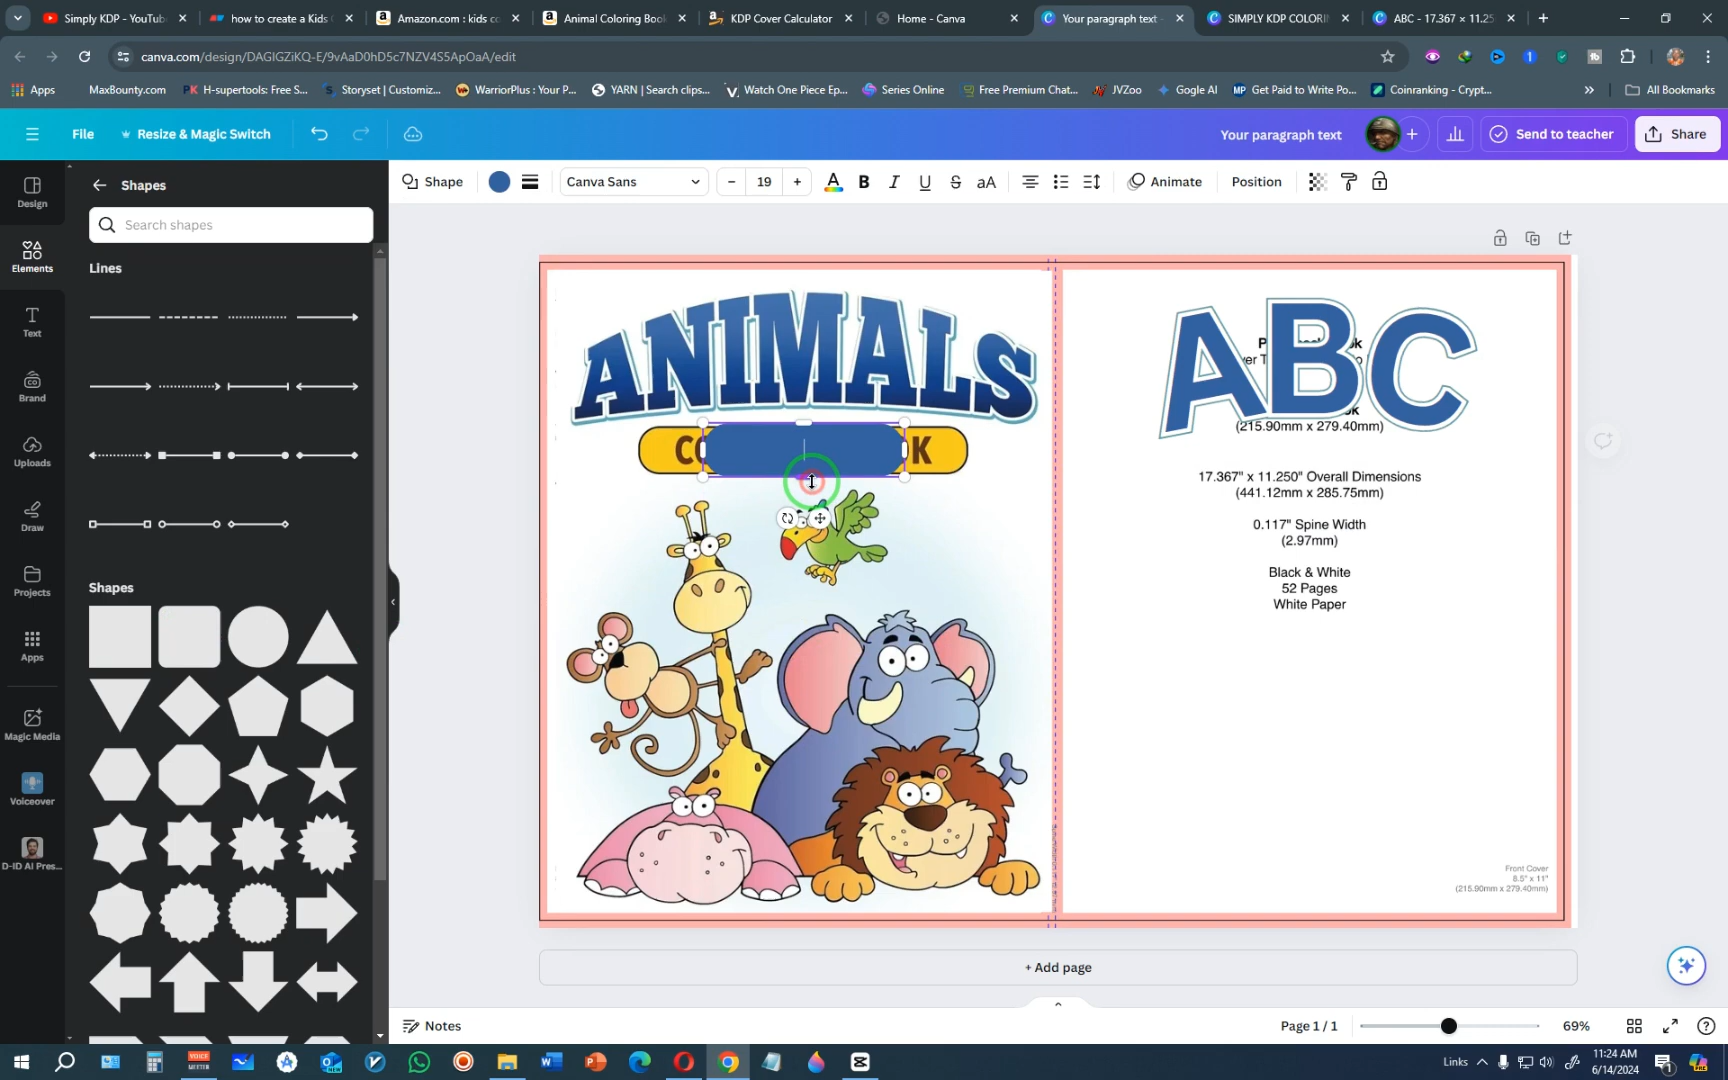 Simply KDP - YouTub
how to create a Kids
Amazon.com : kids co
Animal Coloring Boo
KDP Cover Calculator
Home - Canva
Your paragraph text -
SIMPLY KDP COLORI
ABC - 17.367 × 11.25
canva.com/design/DAGIGZiKQ-E/9vAaD0hD5c7NZV4S5ApOaA/edit
Apps
MaxBounty.com
H-supertools: Free S...
Storyset | Customiz...
WarriorPlus : Your P...
YARN | Search clips...
Watch One Piece Ep...
Series Online
Free Premium Chat...
JVZoo
Gogle AI
Get Paid to Write Po...
Coinranking - Crypt...
All Bookmarks
File
Resize & Magic Switch
Your paragraph text
Send to teacher
Share
Design
Elements
Text
Brand
Uploads
Draw
Projects
Apps
Magic Media
Voiceover
D-ID AI Pres...
Shapes
Search shapes
Lines
Shapes
Shape
Canva Sans
19
Animate
Position
ANIMALS
K
ABC
(215.90mm x 279.40mm)
17.367" x 11.250" Overall Dimensions
(441.12mm x 285.75mm)
0.117" Spine Width
(2.97mm)
Black & White
52 Pages
White Paper
Front Cover
8.5" x 11"
(215.90mm x 279.40mm)
+ Add page
Notes
Page 1 / 1
69%
Links
11:24 AM
6/14/2024